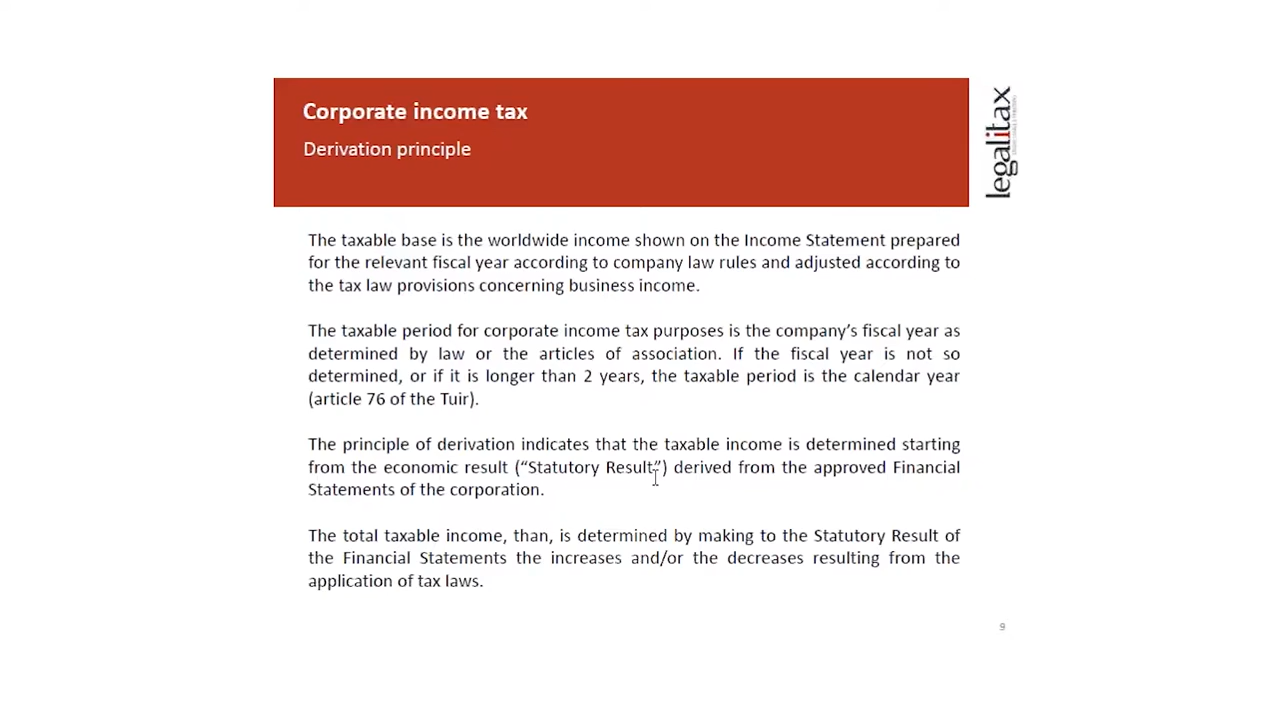 Corporate income tax
Derivation principle
legalitax
The taxable base is the worldwide income shown on the Income Statement prepared
for the relevant fiscal year according to company law rules and adjusted according to
the tax law provisions concerning business income.
The taxable period for corporate income tax purposes is the company’s fiscal year as
determined by law or the articles of association. If the fiscal year is not so
determined, or if it is longer than 2 years, the taxable period is the calendar year
(article 76 of the Tuir).
The principle of derivation indicates that the taxable income is determined starting
from the economic result (“Statutory Result”) derived from the approved Financial
Statements of the corporation.
The total taxable income, than, is determined by making to the Statutory Result of
the Financial Statements the increases and/or the decreases resulting from the
application of tax laws.
9